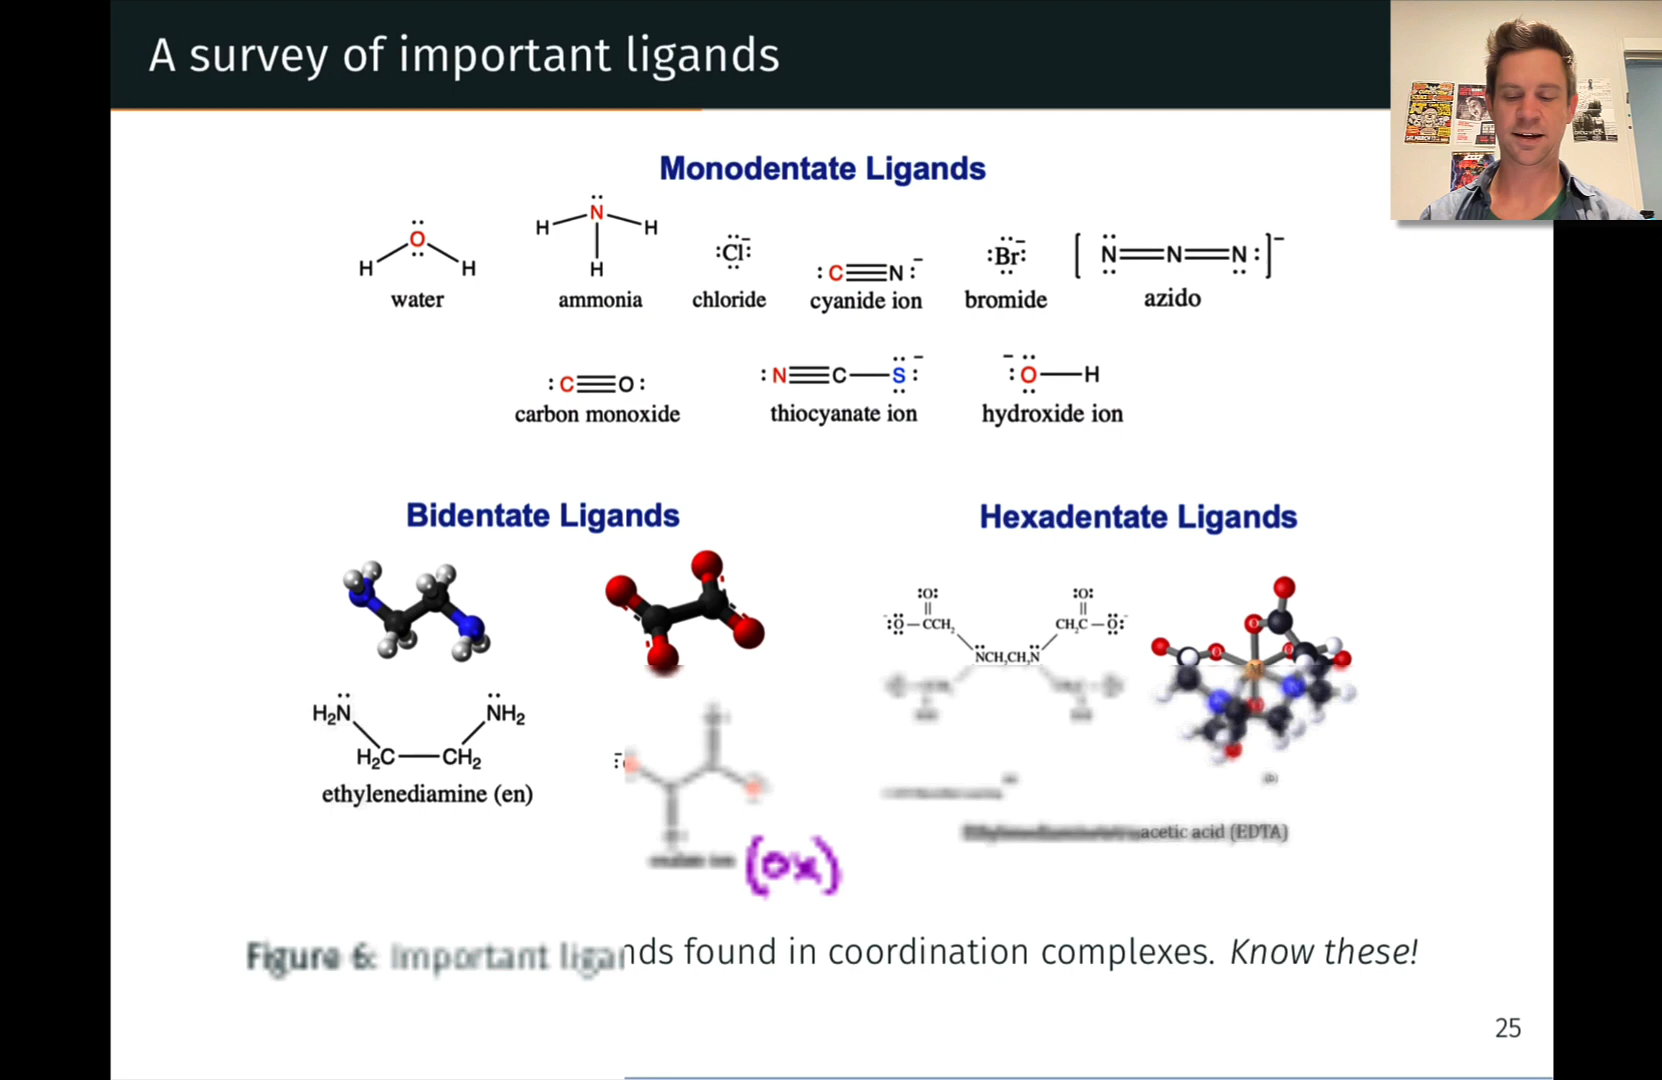 A survey of important ligands
Monodentate Ligands
H O H
water
H N H
H
ammonia
:Cl:⁻
chloride
:C≡N:⁻
cyanide ion
:Br:⁻
bromide
[ N=N=N: ]⁻
azido
:C≡O:
carbon monoxide
:N≡C—S:⁻
thiocyanate ion
⁻:O—H
hydroxide ion
Bidentate Ligands
H₂N NH₂
H₂C—CH₂
ethylenediamine (en)
(ox)
Hexadentate Ligands
:O: :O:
⁻:O—CCH₂ CH₂C—O:⁻
NCH₂CH₂N
acetic acid (EDTA)
Figure 6: Important ligands found in coordination complexes. Know these!
25